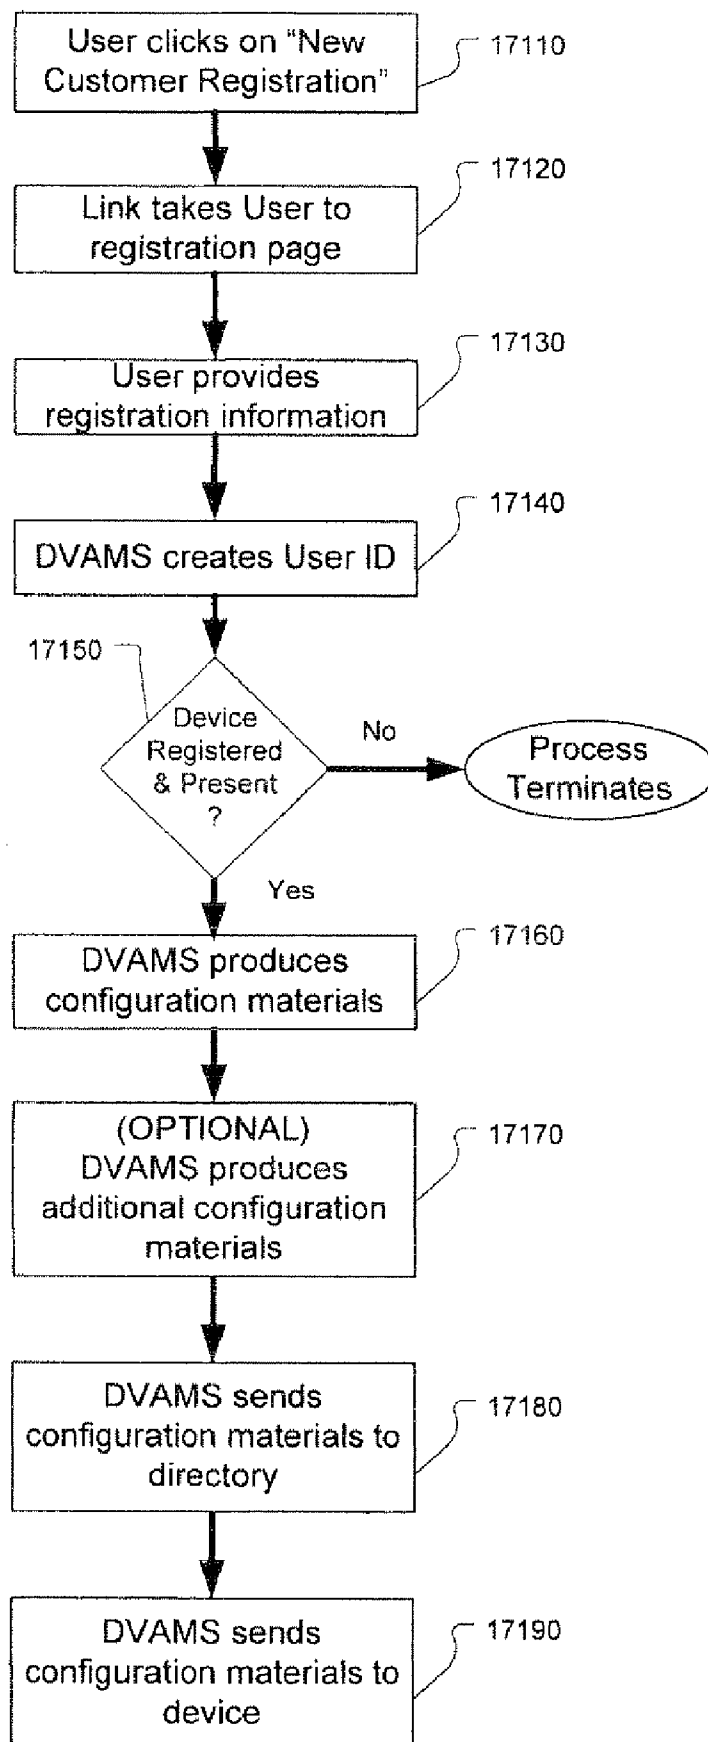 User clicks on “New
Customer Registration”
17110
Link takes User to
registration page
17120
User provides
registration information
17130
DVAMS creates User ID
17140
17150
Device
Registered
& Present
?
No
Process
Terminates
Yes
DVAMS produces
configuration materials
17160
(OPTIONAL)
DVAMS produces
additional configuration
materials
17170
DVAMS sends
configuration materials to
directory
17180
DVAMS sends
configuration materials to
device
17190